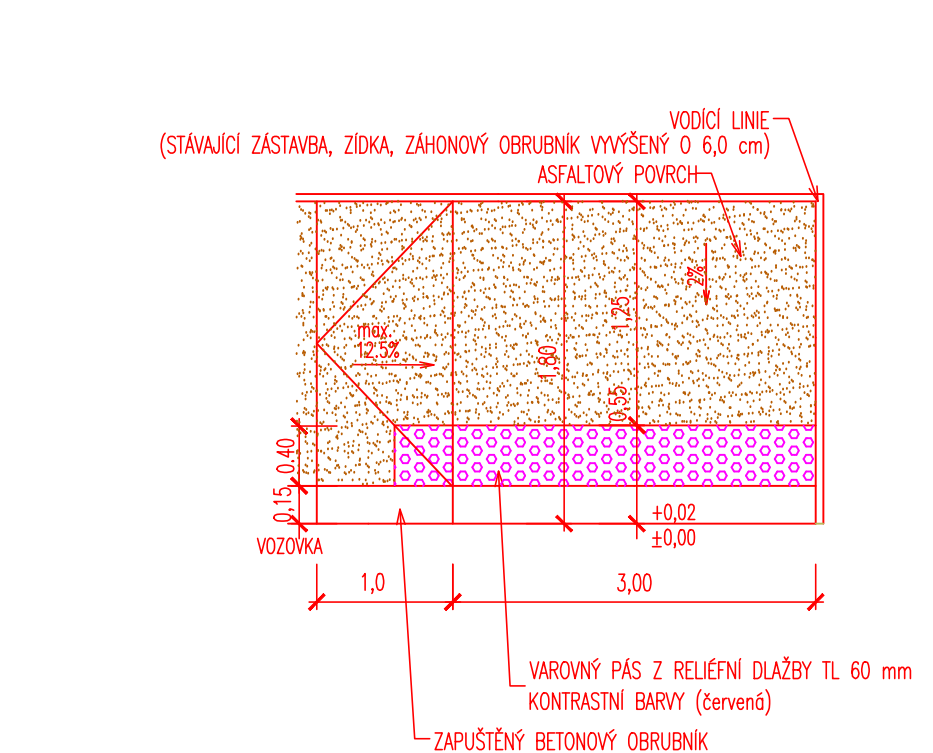 VODÍCÍ LINIE
(STÁVAJÍCÍ ZÁSTAVBA, ZÍDKA, ZÁHONOVÝ OBRUBNÍK VYVÝŠENÝ O 6,0 cm)
ASFALTOVÝ POVRCH
2%
1,25
max.
12.5%
1,80
0,55
0.40
0,15
+0,02
±0,00
VOZOVKA
1,0
3,00
VAROVNÝ PÁS Z RELIÉFNÍ DLAŽBY TL 60 mm
KONTRASTNÍ BARVY (červená)
ZAPUŠTĚNÝ BETONOVÝ OBRUBNÍK